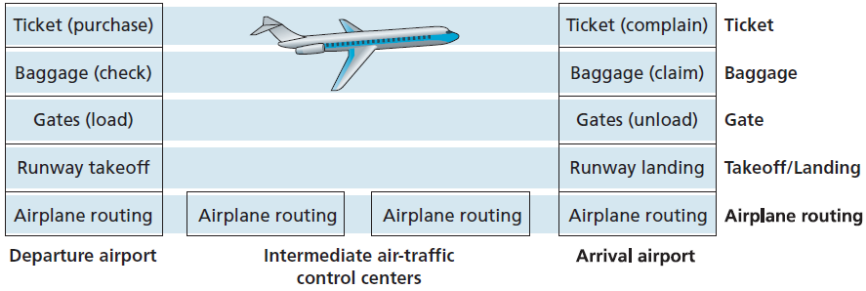 Ticket (purchase) Ticket (complain) Ticket
Baggage (check) Baggage (claim) Baggage
Gates (load) Gates (unload) Gate
Runway takeoff Runway landing Takeoff/Landing
Airplane routing Airplane routing Airplane routing Airplane routing Airplane routing
Departure airport Intermediate air-traffic Arrival airport
control centers